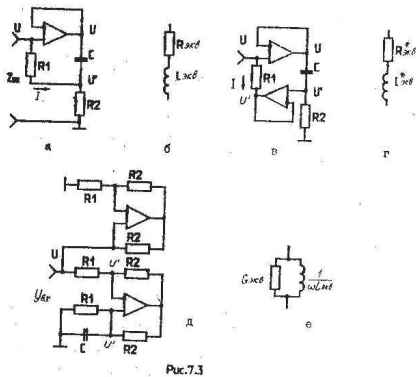 U
U
C
R1
U'
Zвх
I
R2
а
Rэкв
Lэкв
б
U
U
C
R1
I
U'
U'
R2
в
R*экв
L*экв
г
R1
R2
R2
U
R1
U'
R2
Yвх
R1
C
U'
R2
д
Gэкв
1
ωLэкв
е
Рис.7.3